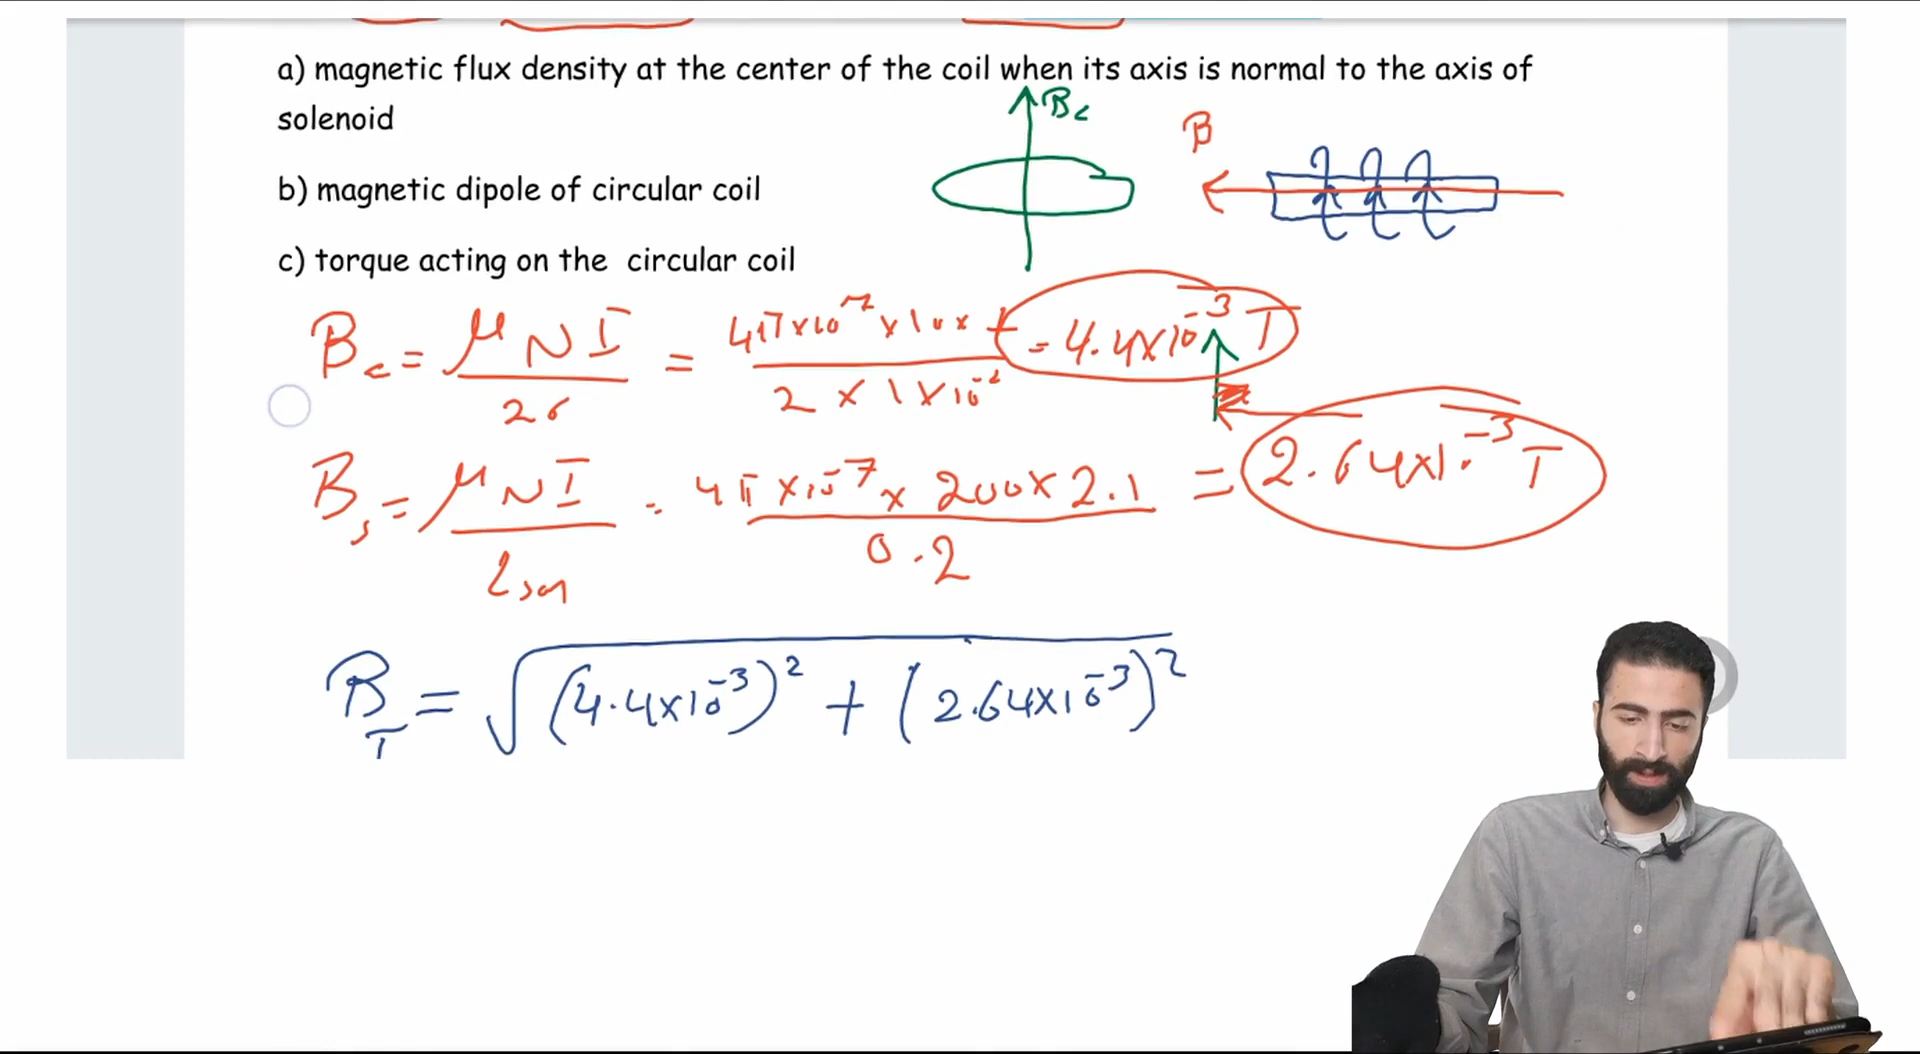 a) magnetic flux density at the center of the coil when its axis is normal to the axis of
solenoid
Bc
B
b) magnetic dipole of circular coil
c) torque acting on the circular coil
Bc = μNI / 2r = 4π×10⁻⁷×10× / 2×1×10⁻² = 4.4×10⁻³ T
Bs = μNI / lsol = 4π×10⁻⁷×200×2.1 / 0.2 = 2.64×10⁻³ T
BT = √(4.4×10⁻³)² + (2.64×10⁻³)²